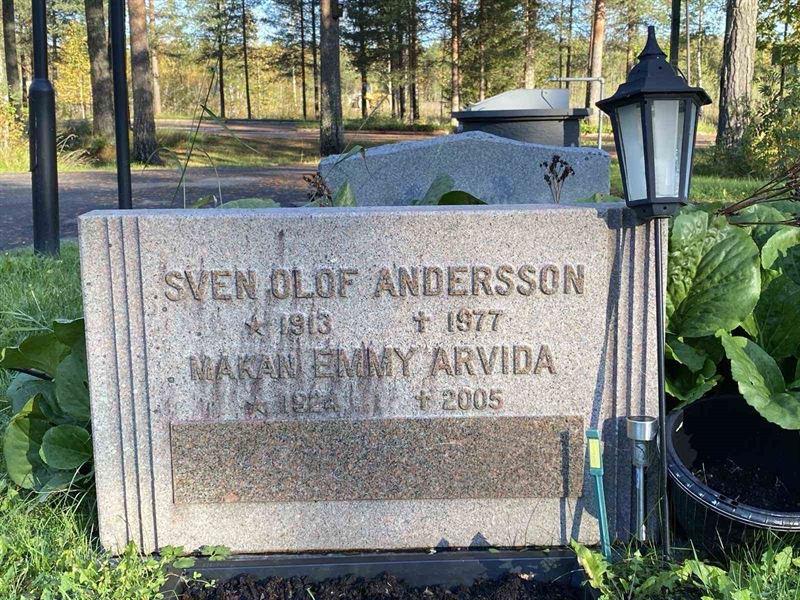 SVEN OLOF ANDERSSON
★ 1913 ✝ 1977
MAKAN EMMY ARVIDA
★ 1924 ✝ 2005